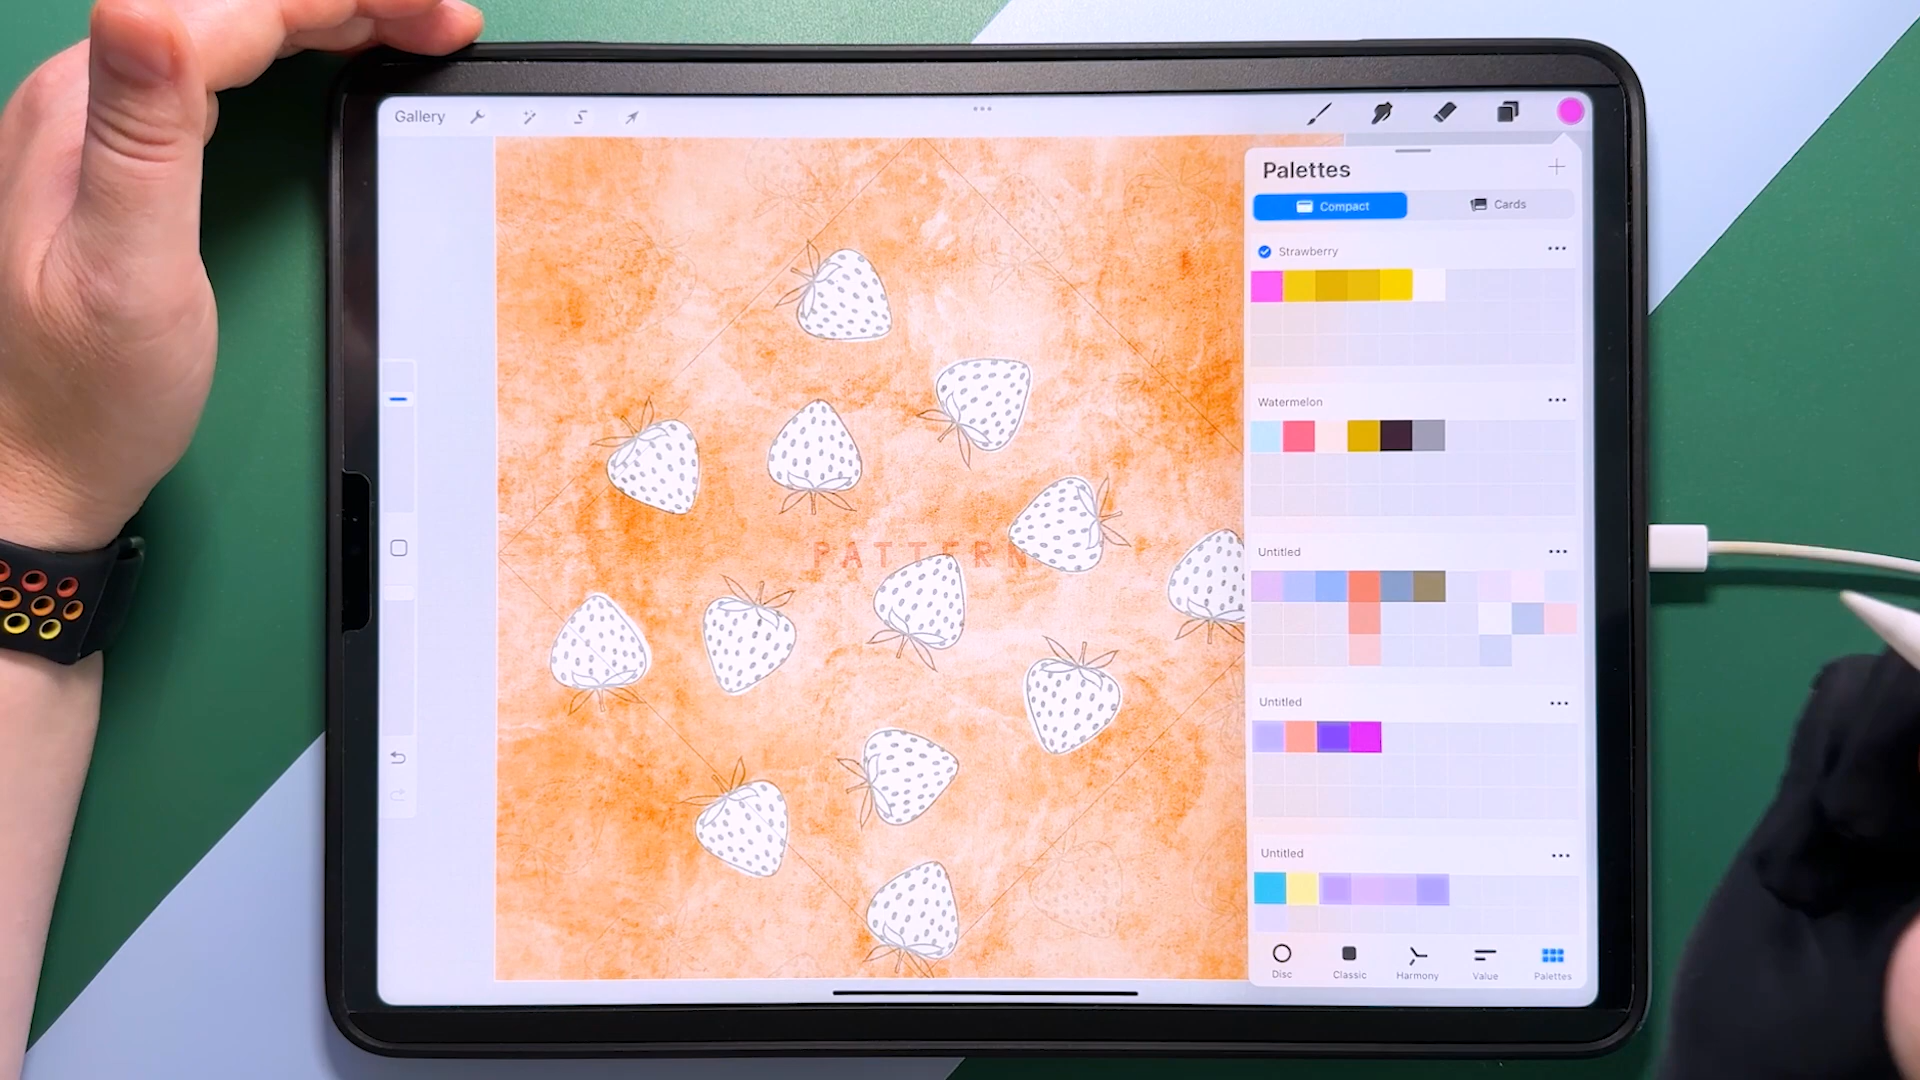 Gallery
Palettes
Compact
Cards
Strawberry
Watermelon
PATTERN
Untitled
Untitled
Untitled
Disc
Classic
Harmony
Value
Palettes